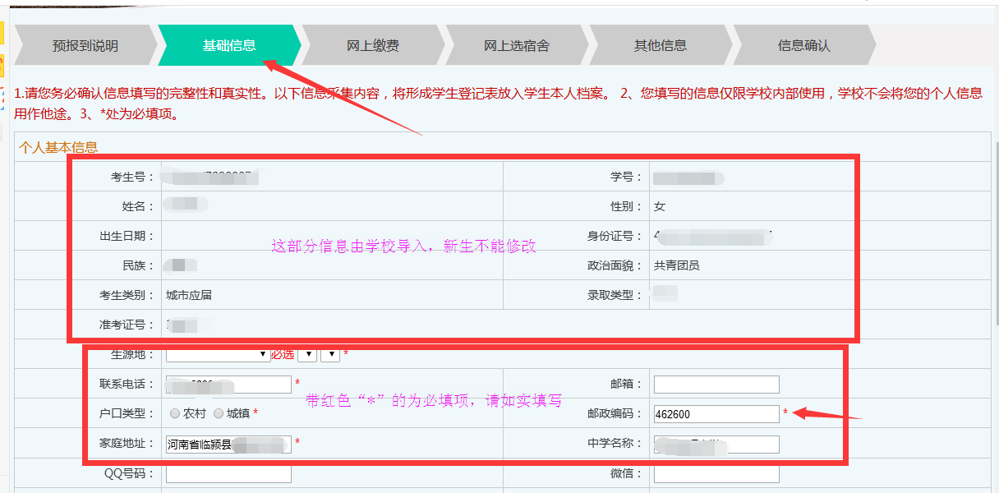 预报到说明 基础信息 网上缴费 网上选宿舍 其他信息 信息确认
1.请您务必确认信息填写的完整性和真实性。以下信息采集内容，将形成学生登记表放入学生本人档案。 2、您填写的信息仅限学校内部使用，学校不会将您的个人信息
用作他途。3、*处为必填项。
个人基本信息
考生号： 学号：
姓名： 性别： 女
出生日期： 身份证号：
这部分信息由学校导入，新生不能修改
民族： 政治面貌： 共青团员
考生类别： 城市应届 录取类型：
准考证号：
生源地： 必选 *
联系电话： * 邮箱：
带红色“*”的为必填项，请如实填写
户口类型： 农村 城镇 * 邮政编码： 462600 *
家庭地址： 河南省临颍县 * 中学名称：
QQ号码： 微信：